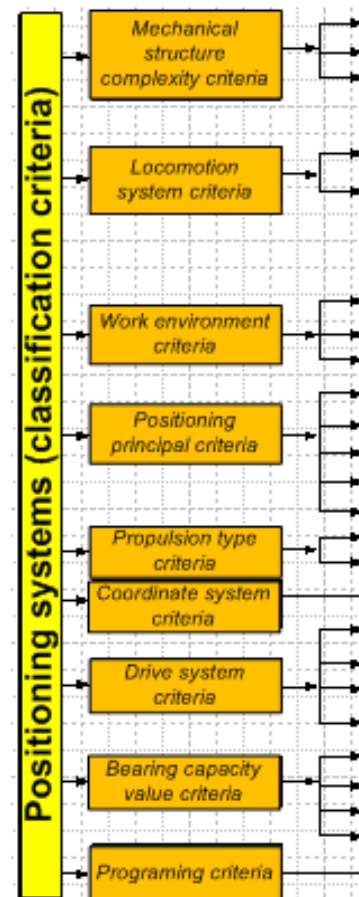 Positioning systems (classification criteria)
Mechanical
structure
complexity criteria
Locomotion
system criteria
Work environment
criteria
Positioning
principal criteria
Propulsion type
criteria
Coordinate system
criteria
Drive system
criteria
Bearing capacity
value criteria
Programing criteria